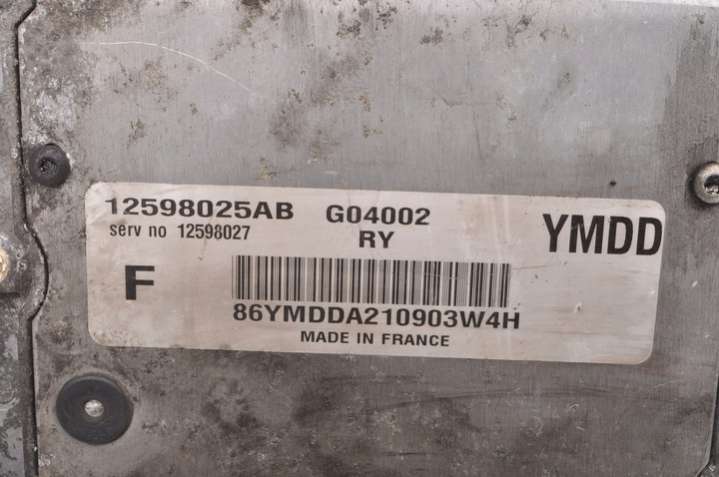 12598025AB G04002
serv no 12598027 RY
YMDD
F
86YMDDA210903W4H
MADE IN FRANCE